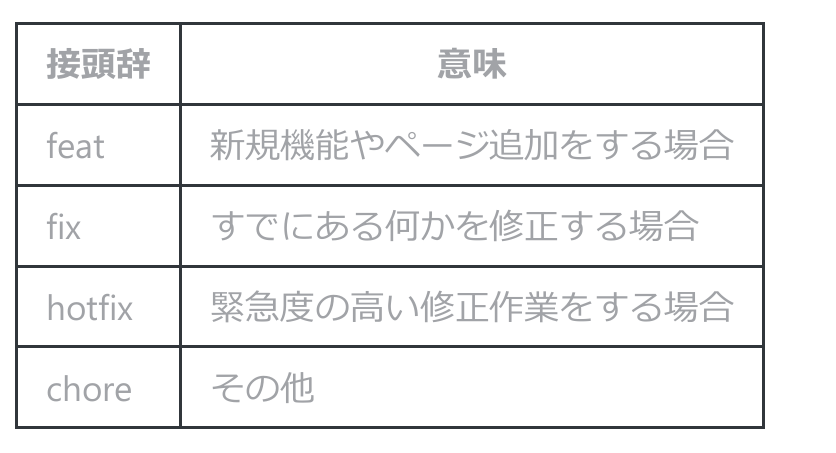 接頭辞 意味
feat 新規機能やページ追加をする場合
fix すでにある何かを修正する場合
hotfix 緊急度の高い修正作業をする場合
chore その他